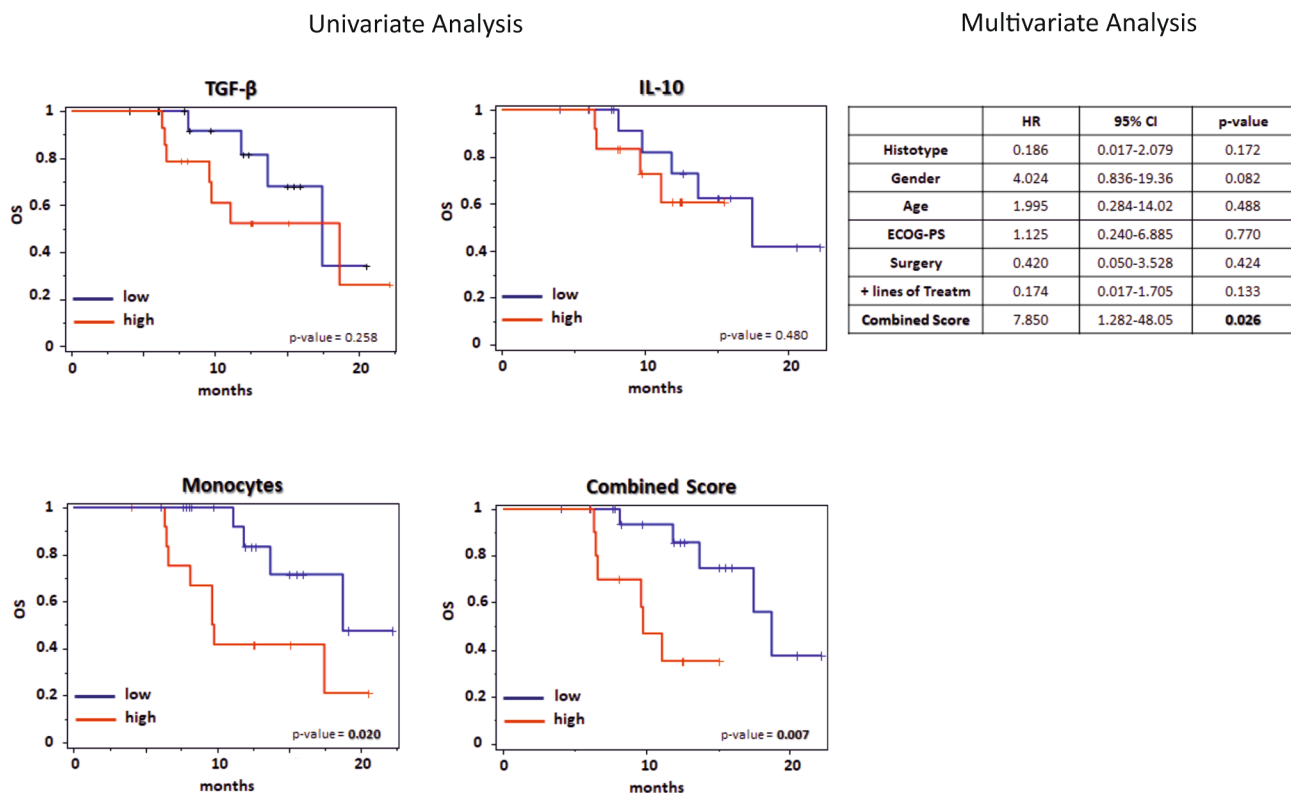 Univariate Analysis
Multivariate Analysis
TGF-β
1
0.8
0.6
0.4
0.2
0
OS
low
high
p-value = 0.258
0 10 20
months
IL-10
1
0.8
0.6
0.4
0.2
0
OS
low
high
p-value = 0.480
0 10 20
months
HR 95% CI p-value
Histotype 0.186 0.017-2.079 0.172
Gender 4.024 0.836-19.36 0.082
Age 1.995 0.284-14.02 0.488
ECOG-PS 1.125 0.240-6.885 0.770
Surgery 0.420 0.050-3.528 0.424
+ lines of Treatm 0.174 0.017-1.705 0.133
Combined Score 7.850 1.282-48.05 0.026
Monocytes
1
0.8
0.6
0.4
0.2
0
OS
low
high
p-value = 0.020
0 10 20
months
Combined Score
1
0.8
0.6
0.4
0.2
0
OS
low
high
p-value = 0.007
0 10 20
months